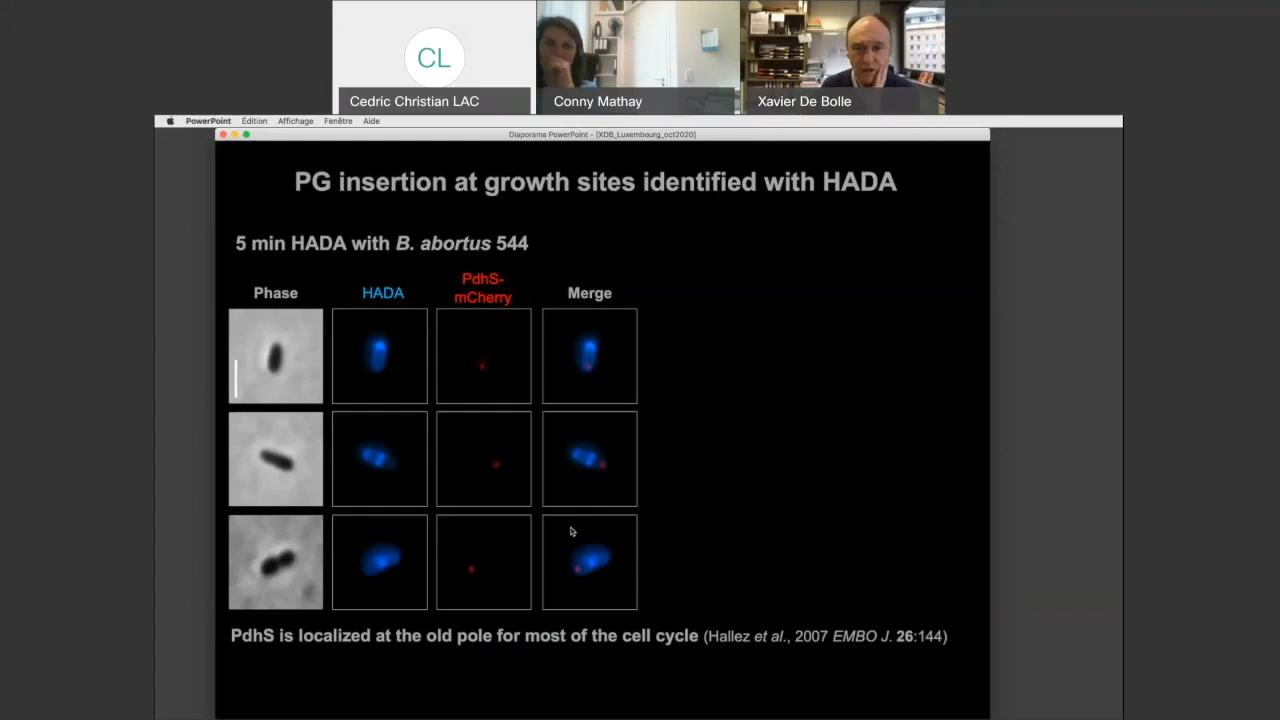 CL
Cedric Christian LAC
Conny Mathay
Xavier De Bolle
PowerPoint Édition Affichage Fenêtre Aide
Diaporama PowerPoint – [XDB_Luxembourg_oct2020]
PG insertion at growth sites identified with HADA
5 min HADA with B. abortus 544
Phase HADA PdhS-
mCherry Merge
PdhS is localized at the old pole for most of the cell cycle (Hallez et al., 2007 EMBO J. 26:144)